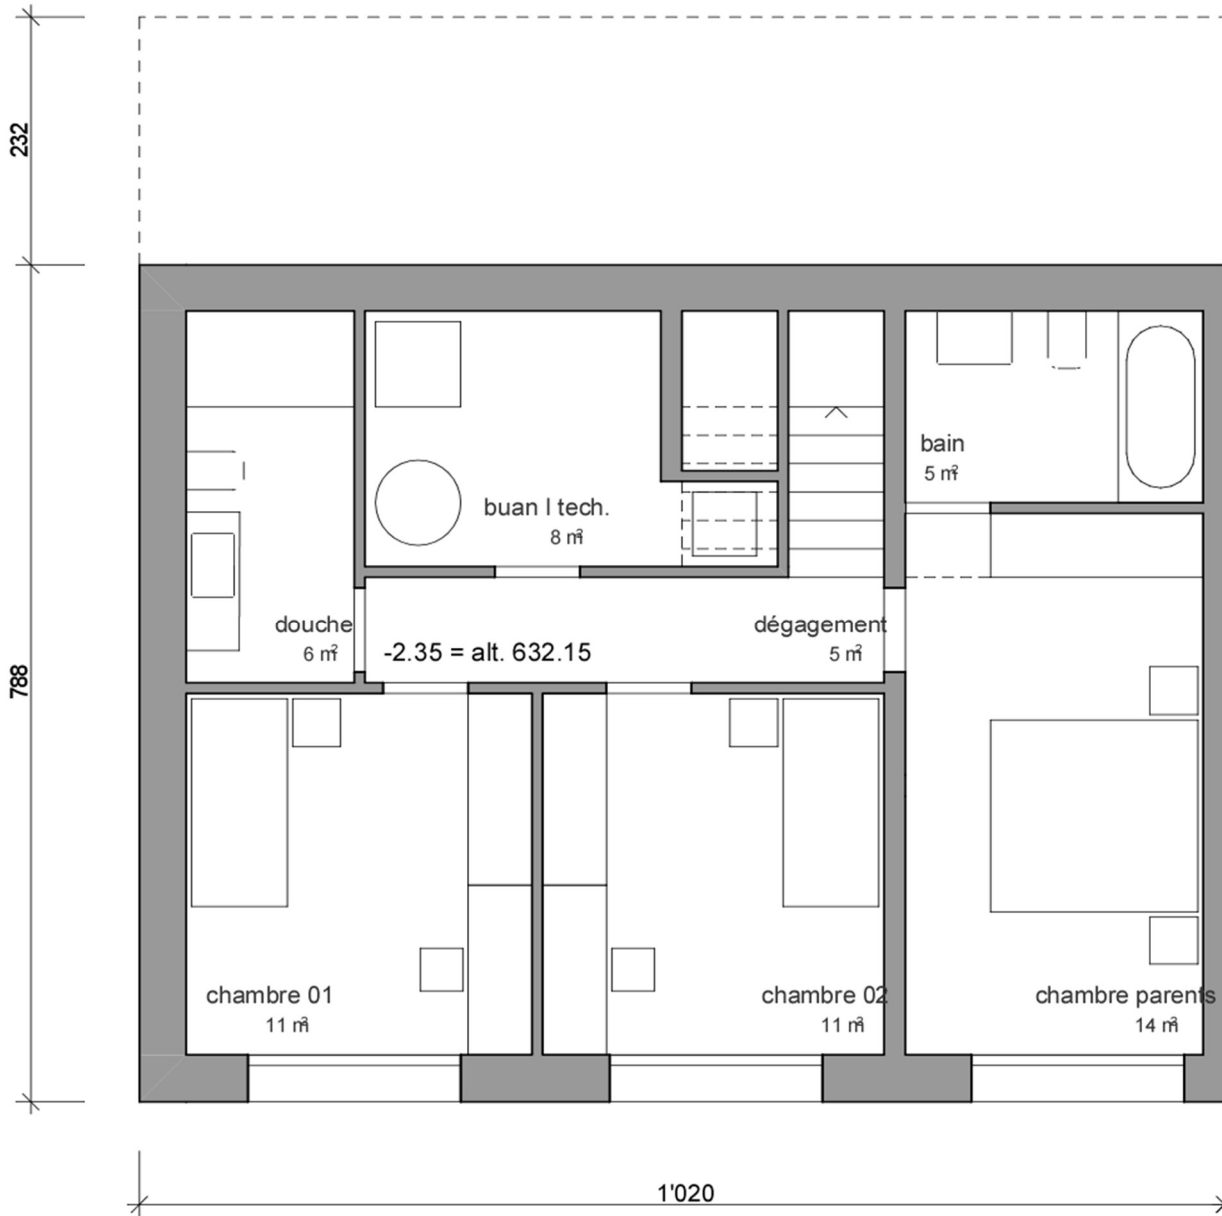 232
bain
5 m²
buan I tech.
8 m²
douche
6 m²
-2.35 = alt. 632.15
dégagement
5 m²
788
chambre 01
11 m²
chambre 02
11 m²
chambre parents
14 m²
1'020